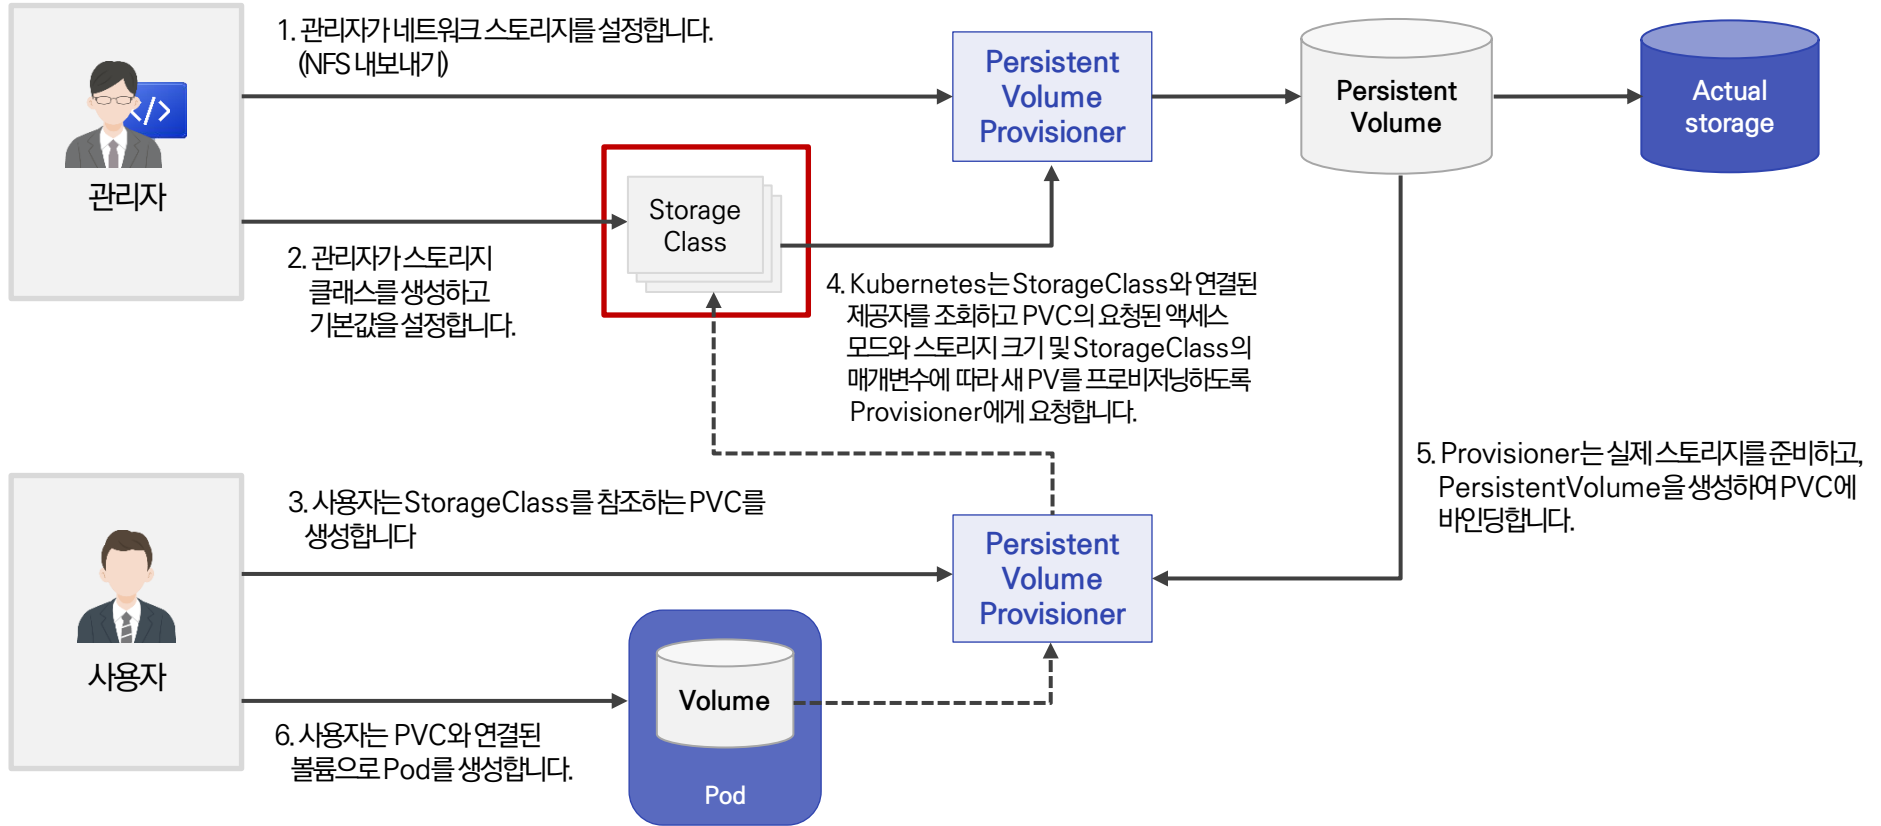 1. 관리자가 네트워크 스토리지를 설정합니다.
(NFS 내보내기)
Persistent
Volume
Provisioner
Persistent
Volume
Actual
storage
관리자
Storage
Class
2. 관리자가 스토리지
클래스를 생성하고
기본값을 설정합니다.
4. Kubernetes는 StorageClass와 연결된
제공자를 조회하고 PVC의 요청된 액세스
모드와 스토리지 크기 및 StorageClass의
매개변수에 따라 새 PV를 프로비저닝하도록
Provisioner에게 요청합니다.
5. Provisioner는 실제 스토리지를 준비하고,
PersistentVolume을 생성하여 PVC에
바인딩합니다.
3. 사용자는 StorageClass를 참조하는 PVC를
생성합니다
Persistent
Volume
Provisioner
사용자
Volume
6. 사용자는 PVC와 연결된
볼륨으로 Pod를 생성합니다.
Pod